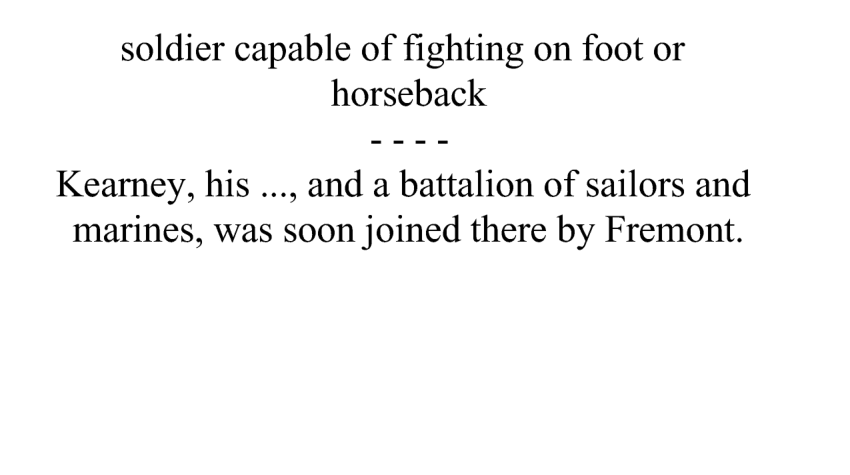 soldier capable of fighting on foot or
horseback
- - - -
Kearney, his ..., and a battalion of sailors and
marines, was soon joined there by Fremont.